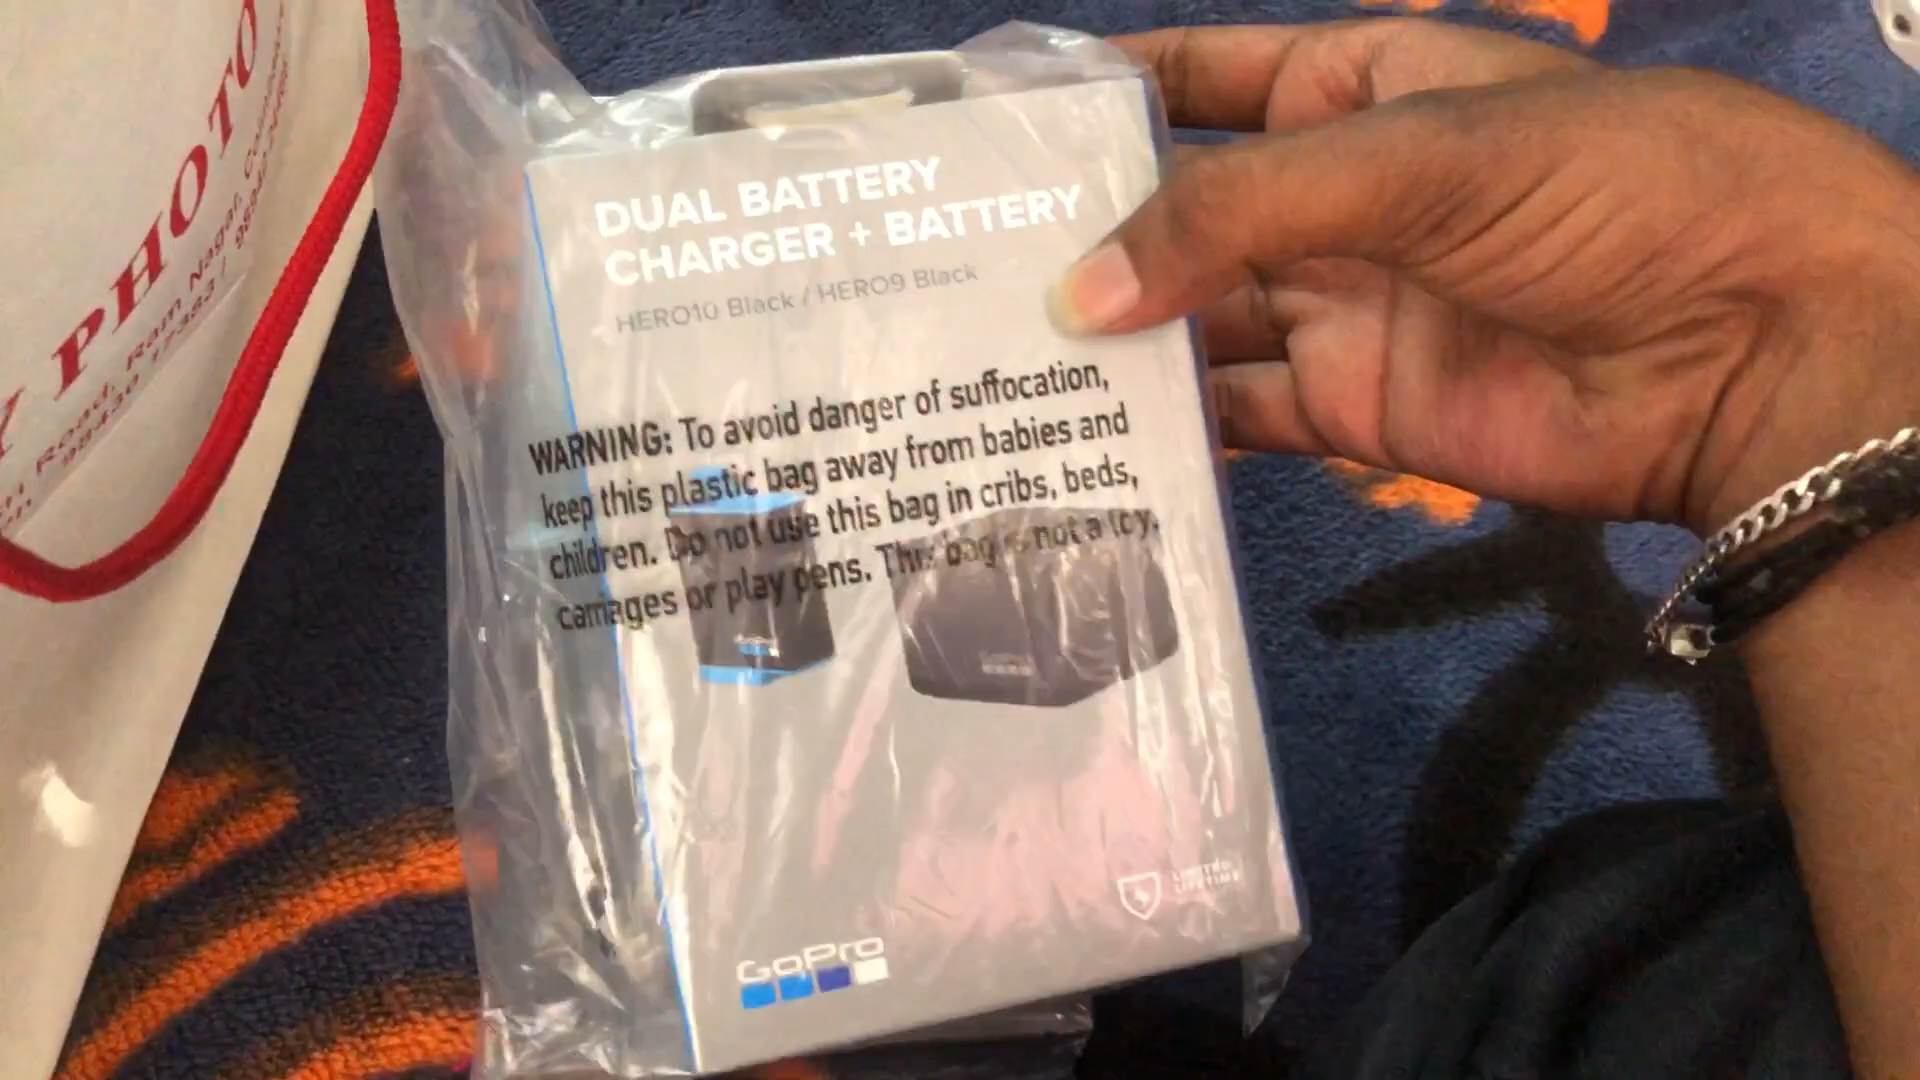 DUAL BATTERY
CHARGER + BATTERY
HERO10 Black / HERO9 Black
WARNING: To avoid danger of suffocation,
keep this plastic bag away from babies and
children. Do not use this bag in cribs, beds,
carriages or play pens. This bag is not a toy.
GoPro
LIMITED
LIFETIME
PHOTO
Road, Ram Nagar,